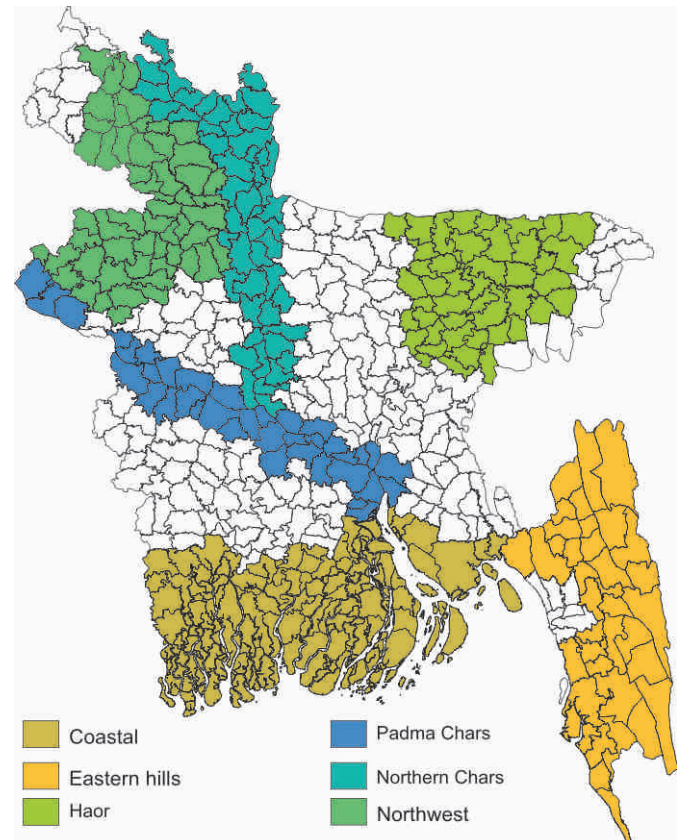 Coastal
Eastern hills
Haor
Padma Chars
Northern Chars
Northwest